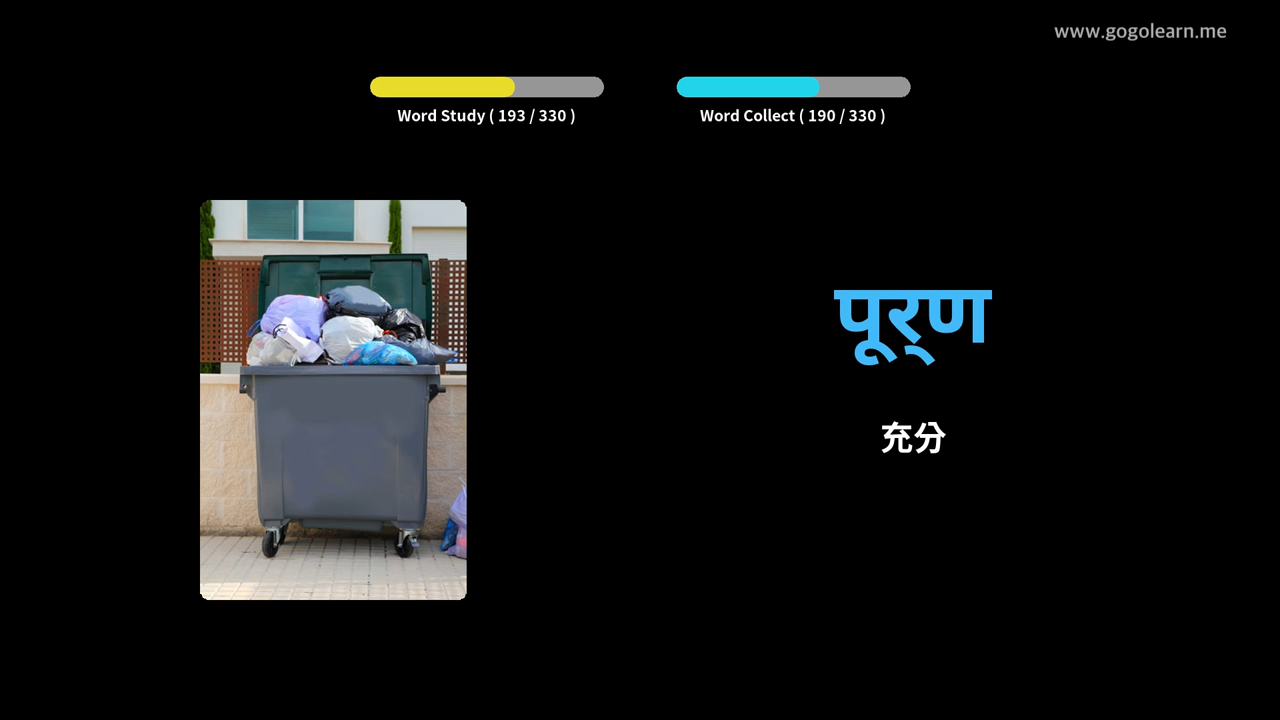 www.gogolearn.me
Word Study ( 193 / 330 )
Word Collect ( 190 / 330 )
पूर्ण
充分